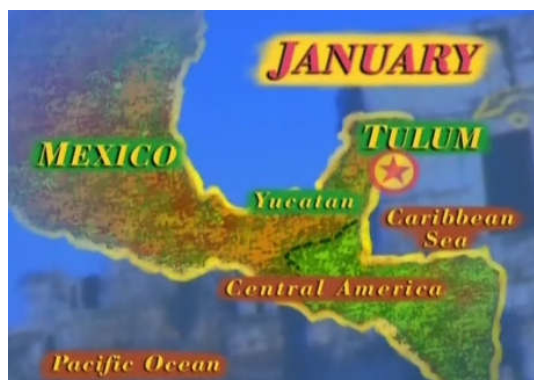 JANUARY
TULUM
MEXICO
Yucatan
Caribbean
Sea
Central America
Pacific Ocean